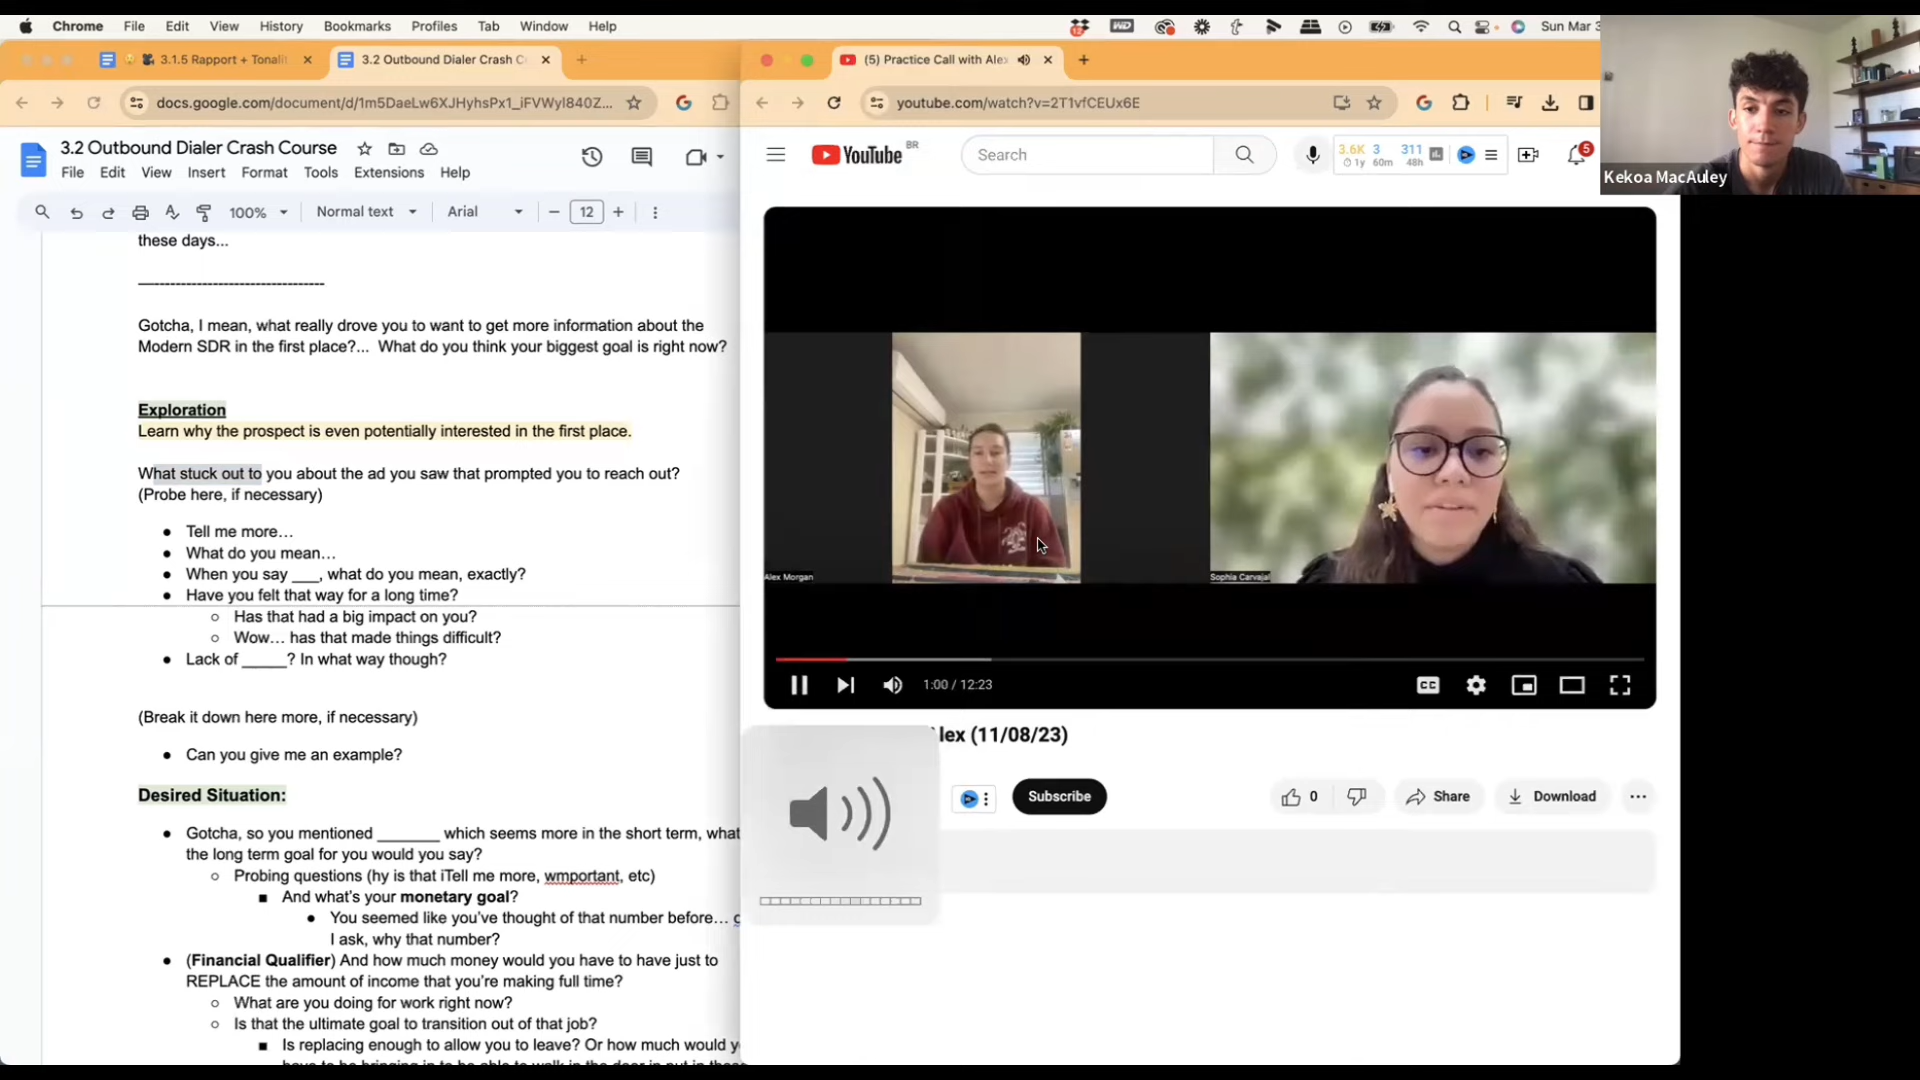 Chrome File Edit View History Bookmarks Profiles Tab Window Help
12
WD
Sun Mar 3
3.1.5 Rapport + Tonalit
3.2 Outbound Dialer Crash C
(5) Practice Call with Alex
docs.google.com/document/d/1m5DaeLw6XJHyhsPx1_iFVWyl840Z...
youtube.com/watch?v=2T1vfCEUx6E
3.2 Outbound Dialer Crash Course
File Edit View Insert Format Tools Extensions Help
100% Normal text Arial 12
YouTube BR
Search
3.6K 3 311
1y 60m 48h
5
Kekoa MacAuley
these days...
—--------------------------------
Gotcha, I mean, what really drove you to want to get more information about the
Modern SDR in the first place?... What do you think your biggest goal is right now?
Exploration
Learn why the prospect is even potentially interested in the first place.
What stuck out to you about the ad you saw that prompted you to reach out?
(Probe here, if necessary)
● Tell me more…
● What do you mean…
● When you say ___, what do you mean, exactly?
● Have you felt that way for a long time?
○ Has that had a big impact on you?
○ Wow… has that made things difficult?
● Lack of _____? In what way though?
(Break it down here more, if necessary)
● Can you give me an example?
Desired Situation:
● Gotcha, so you mentioned _______ which seems more in the short term, what
the long term goal for you would you say?
○ Probing questions (hy is that iTell me more, wmportant, etc)
■ And what's your monetary goal?
● You seemed like you've thought of that number before… c
I ask, why that number?
● (Financial Qualifier) And how much money would you have to have just to
REPLACE the amount of income that you're making full time?
○ What are you doing for work right now?
○ Is that the ultimate goal to transition out of that job?
■ Is replacing enough to allow you to leave? Or how much would y
Alex Morgan
Sophia Carvajal
1:00 / 12:23
CC
lex (11/08/23)
Subscribe
0
Share
Download